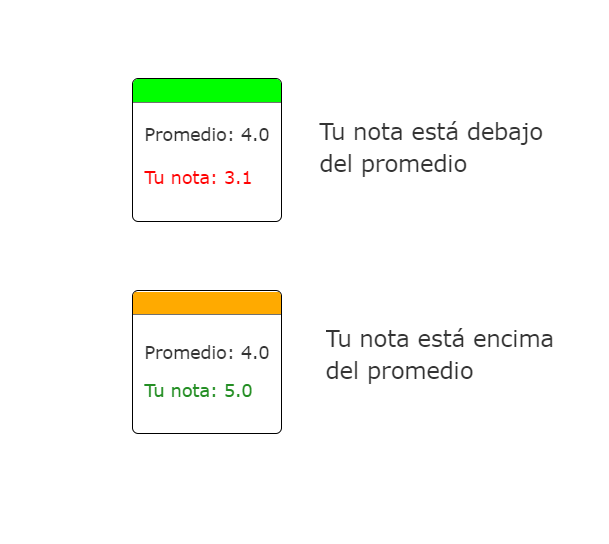 Promedio: 4.0
Tu nota: 3.1
Tu nota está debajo
del promedio
Promedio: 4.0
Tu nota: 5.0
Tu nota está encima
del promedio